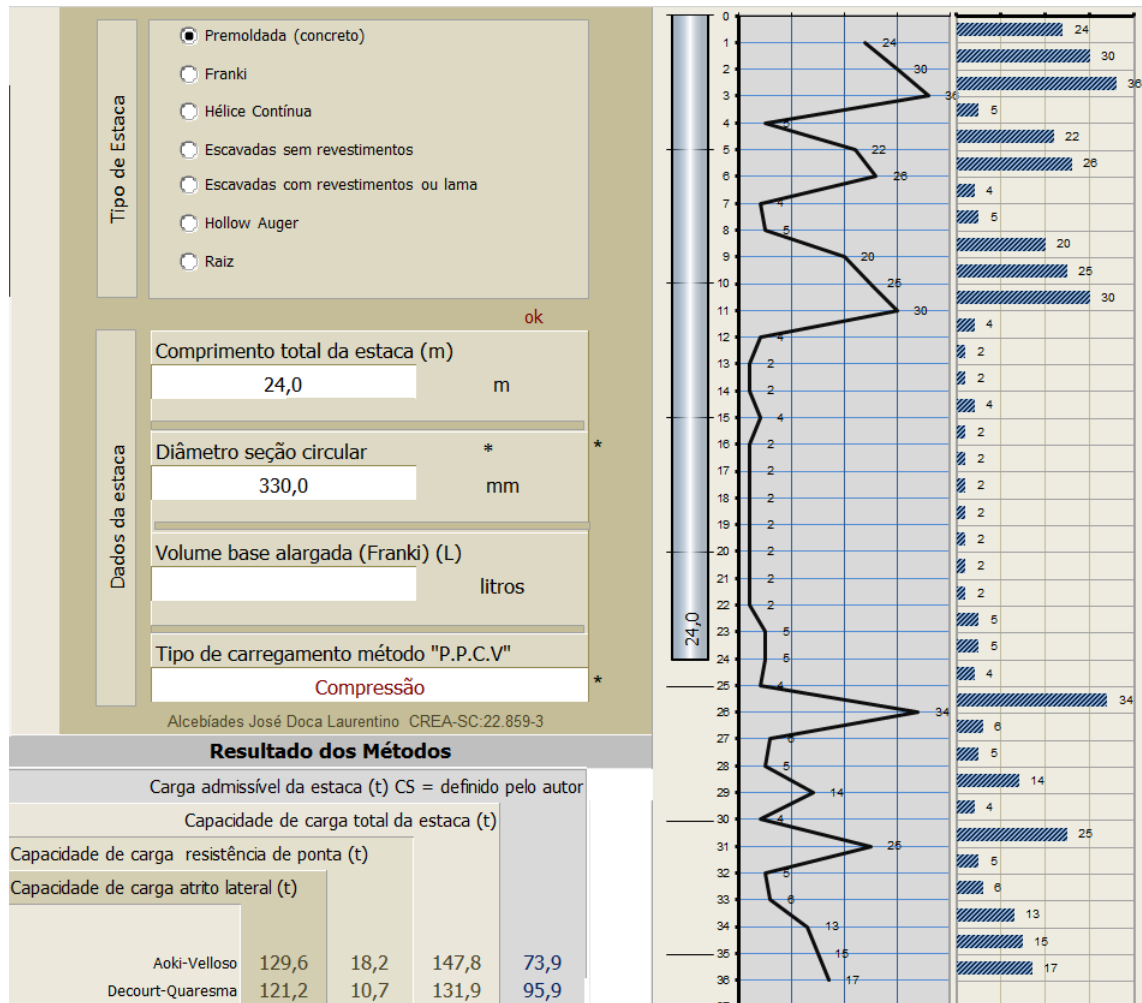 Tipo de Estaca
Premoldada (concreto)
Franki
Hélice Contínua
Escavadas sem revestimentos
Escavadas com revestimentos ou lama
Hollow Auger
Raiz
ok
Dados da estaca
Comprimento total da estaca (m)
24,0 m
Diâmetro seção circular * *
330,0 mm
Volume base alargada (Franki) (L)
litros
Tipo de carregamento método "P.P.C.V"
Compressão *
Alcebíades José Doca Laurentino CREA-SC:22.859-3
Resultado dos Métodos
Carga admissível da estaca (t) CS = definido pelo autor
Capacidade de carga total da estaca (t)
Capacidade de carga resistência de ponta (t)
Capacidade de carga atrito lateral (t)
Aoki-Velloso 129,6 18,2 147,8 73,9
Decourt-Quaresma 121,2 10,7 131,9 95,9
24,0
0
24
1 24
30
2 30
36
3 36
5
4 5
22
5 22
26
6 26
4
7 4
5
8 5
20
9 20
25
10 25
30
11 30
4
12 4
2
13 2
2
14 2
4
15 4
2
16 2
2
17 2
2
18 2
2
19 2
2
20 2
2
21 2
2
22 2
5
23 5
5
24 5
4
25 4
34
26 34
6
27 6
5
28 5
14
29 14
4
30 4
25
31 25
5
32 5
6
33 6
13
34 13
15
35 15
17
36 17